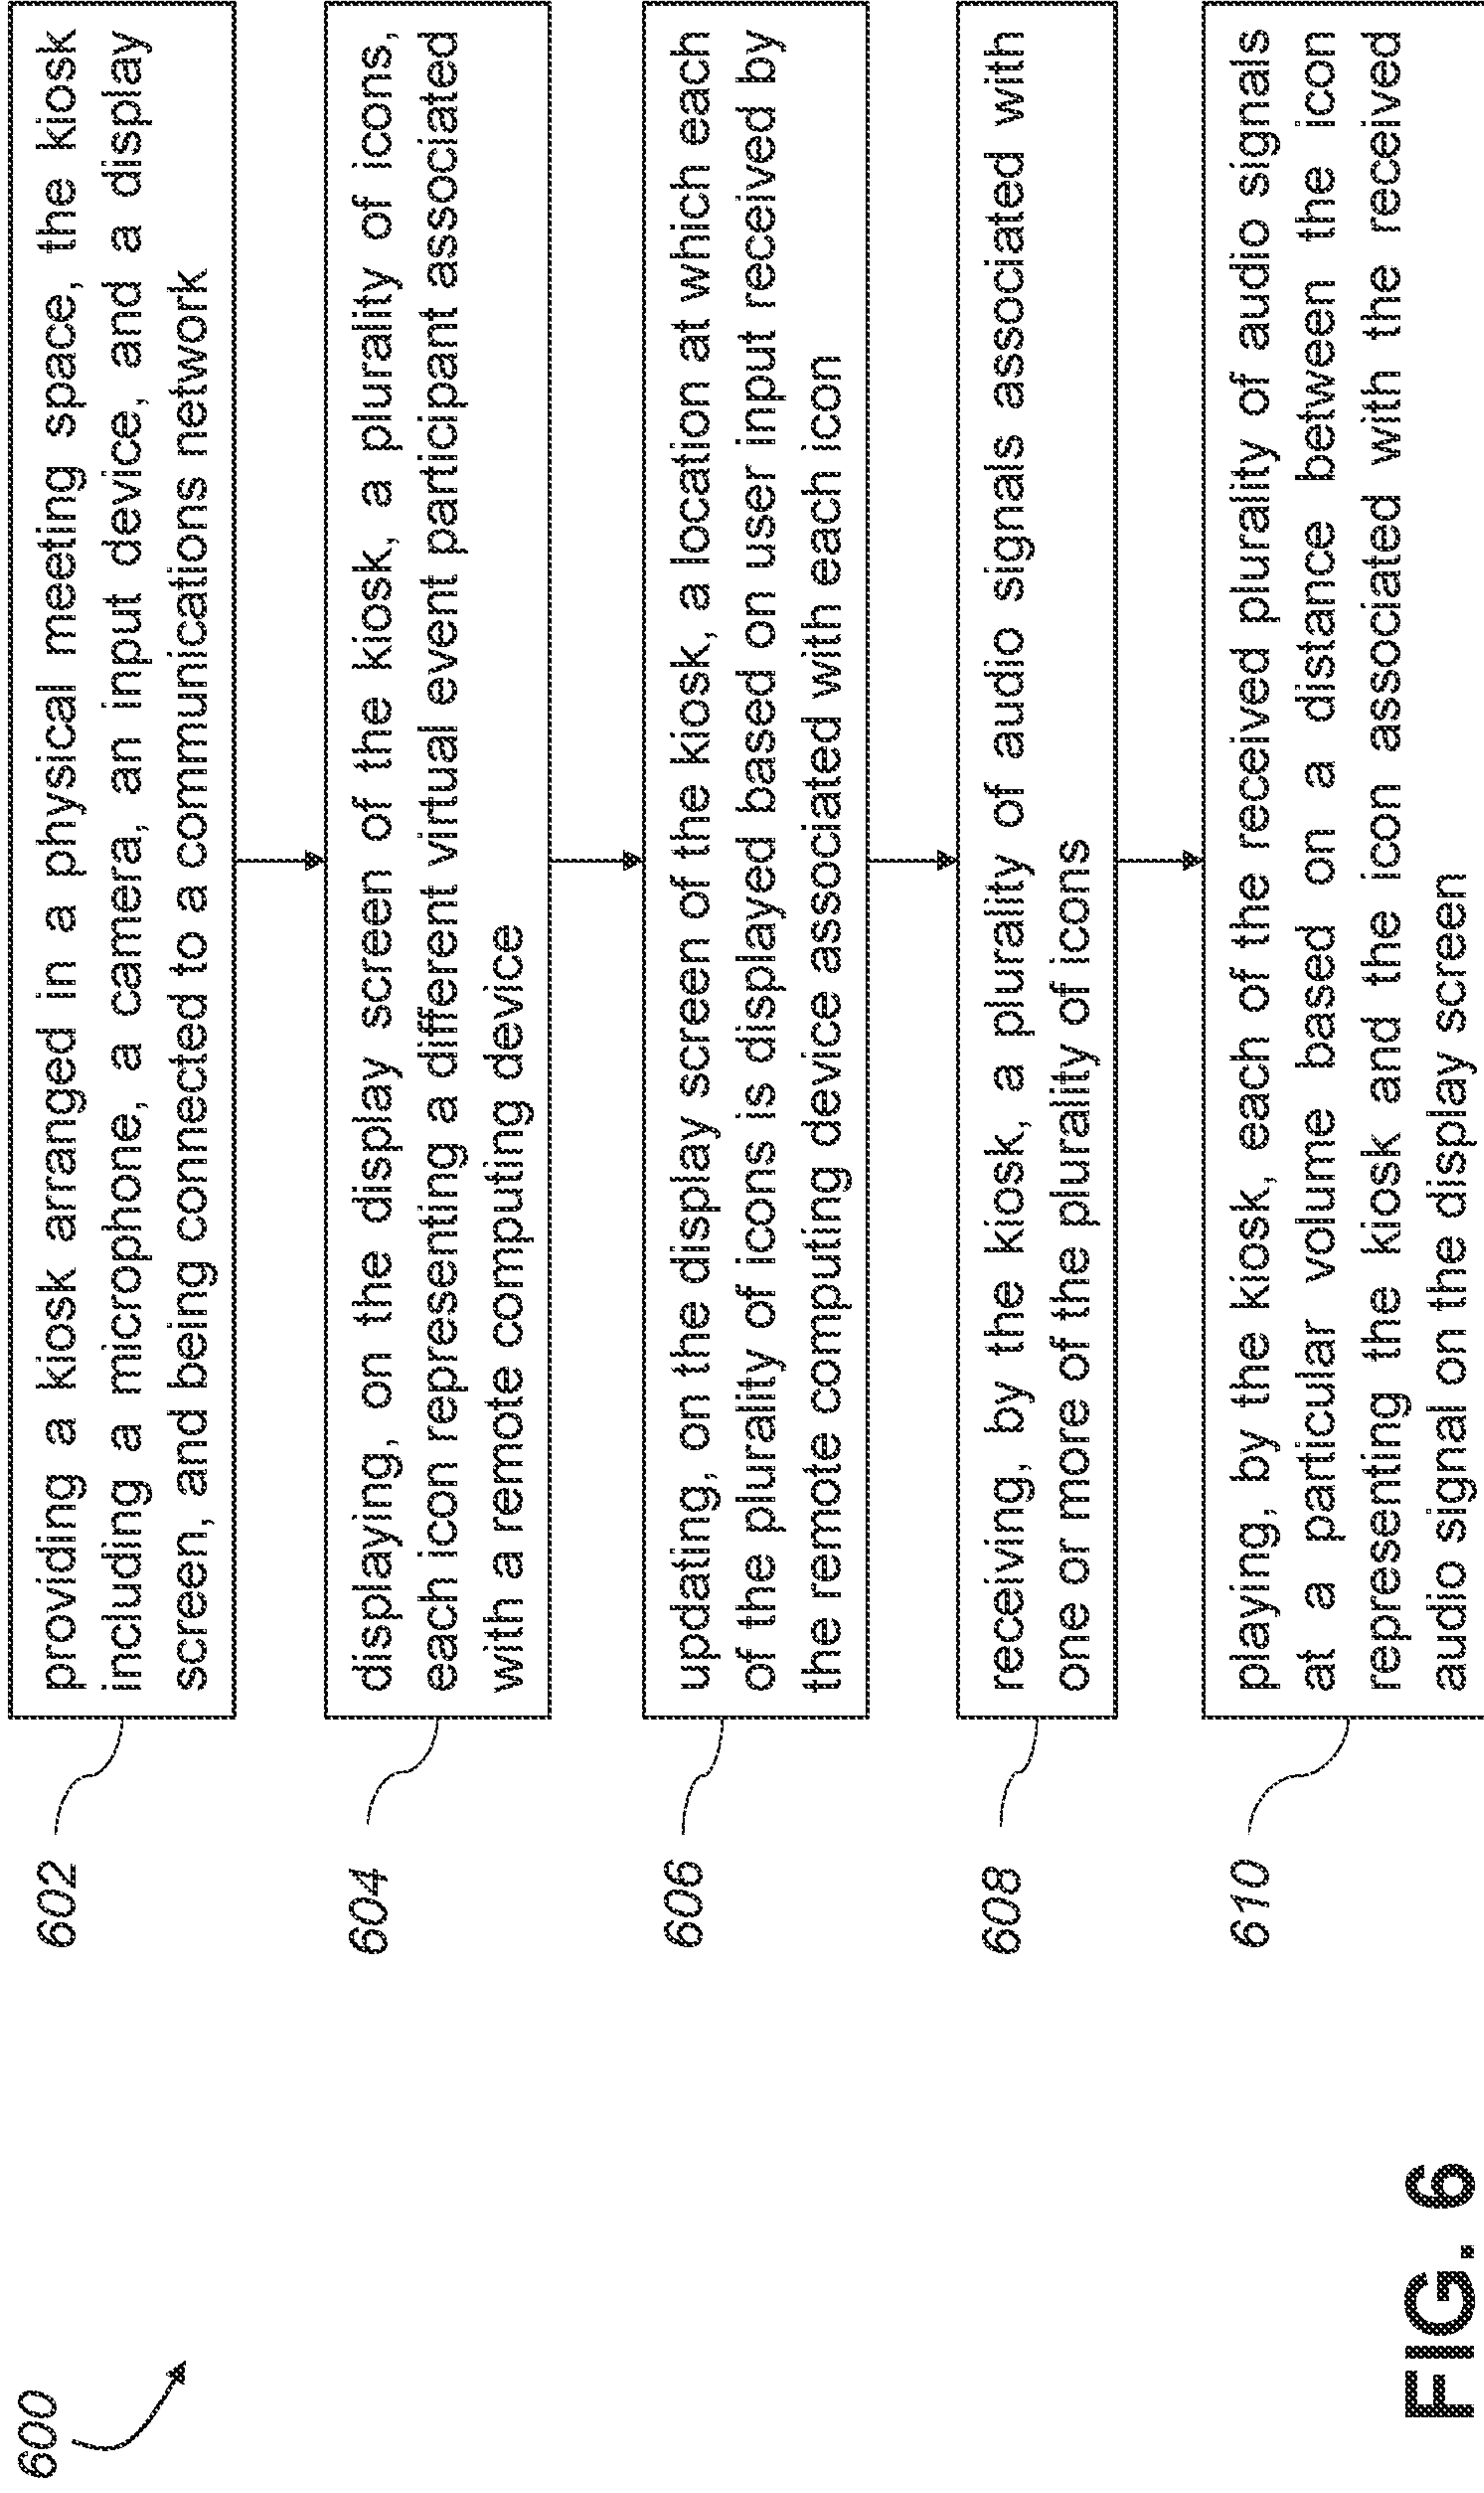 600
602
providing a kiosk arranged in a physical meeting space, the kiosk
including a microphone, a camera, an input device, and a display
screen, and being connected to a communications network
604
displaying, on the display screen of the kiosk, a plurality of icons,
each icon representing a different virtual event participant associated
with a remote computing device
606
updating, on the display screen of the kiosk, a location at which each
of the plurality of icons is displayed based on user input received by
the remote computing device associated with each icon
608
receiving, by the kiosk, a plurality of audio signals associated with
one or more of the plurality of icons
610
playing, by the kiosk, each of the received plurality of audio signals
at a particular volume based on a distance between the icon
representing the kiosk and the icon associated with the received
audio signal on the display screen
FIG. 6